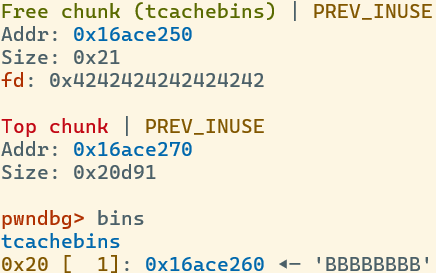 Free chunk (tcachebins) | PREV_INUSE
Addr: 0x16ace250
Size: 0x21
fd: 0x4242424242424242
Top chunk | PREV_INUSE
Addr: 0x16ace270
Size: 0x20d91
pwndbg> bins
tcachebins
0x20 [  1]: 0x16ace260 ◂— 'BBBBBBBB'